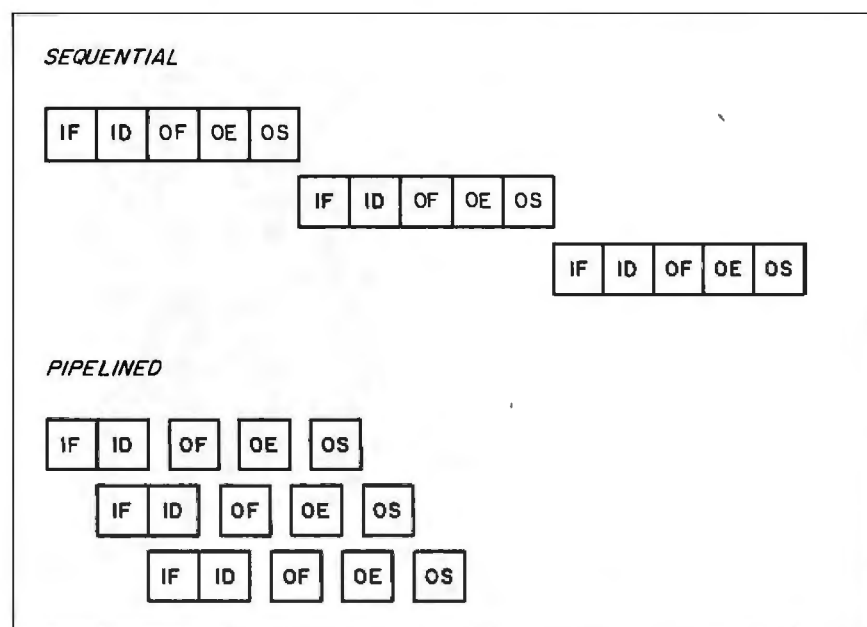 SEQUENTIAL
IF ID OF OE OS
IF ID OF OE OS
IF ID OF OE OS
PIPELINED
IF ID OF OE OS
IF ID OF OE OS
IF ID OF OE OS